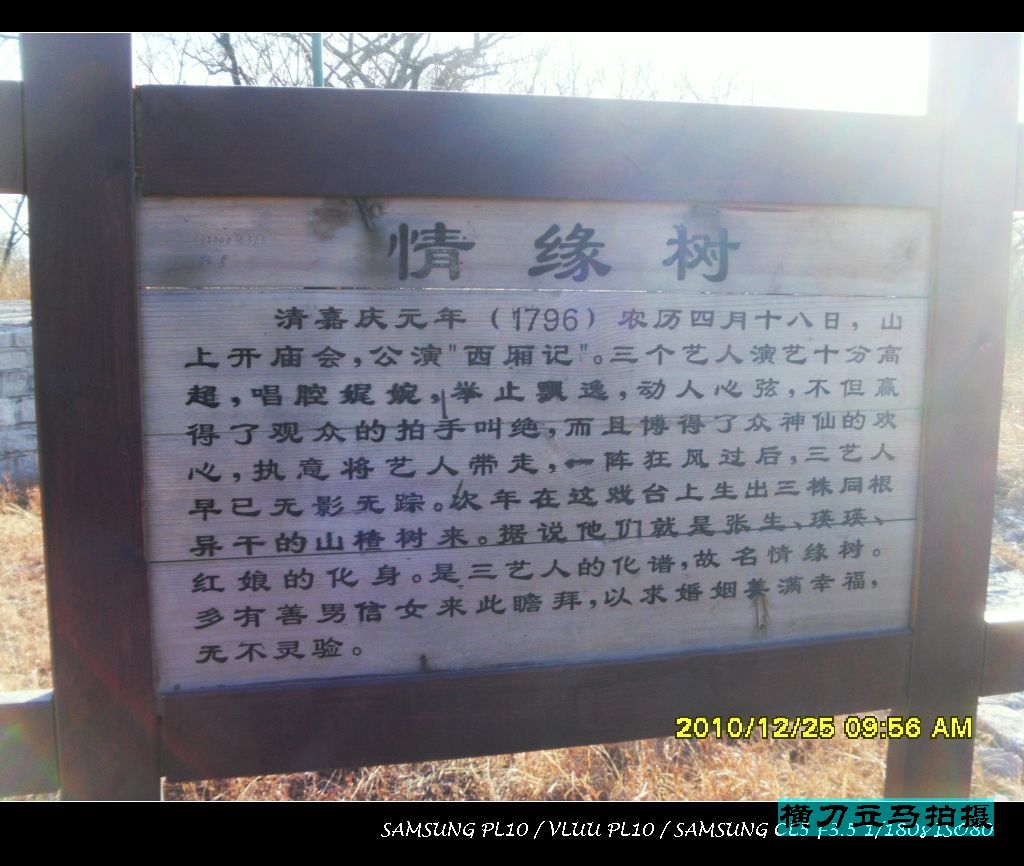 情缘树
清嘉庆元年（1796）农历四月十八日，山
上开庙会，公演"西厢记"。三个艺人演艺十分高
超，唱腔妮婉，举止飘逸，动人心弦，不但赢
得了观众的拍手叫绝，而且博得了众神仙的欢
心，执意将艺人带走，一阵狂风过后，三艺人
早已无影无踪。次年在这戏台上生出三株同根
异干的山楂树来。据说他们就是张生、瑛瑛、
红娘的化身。是三艺人的化谱，故名情缘树。
多有善男信女来此瞻拜，以求婚姻美满幸福，
无不灵验。
2010/12/25 09:56 AM
横刀立马拍摄
SAMSUNG PL10 / VLUU PL10 / SAMSUNG CL5 F3.5 1/180s ISO80